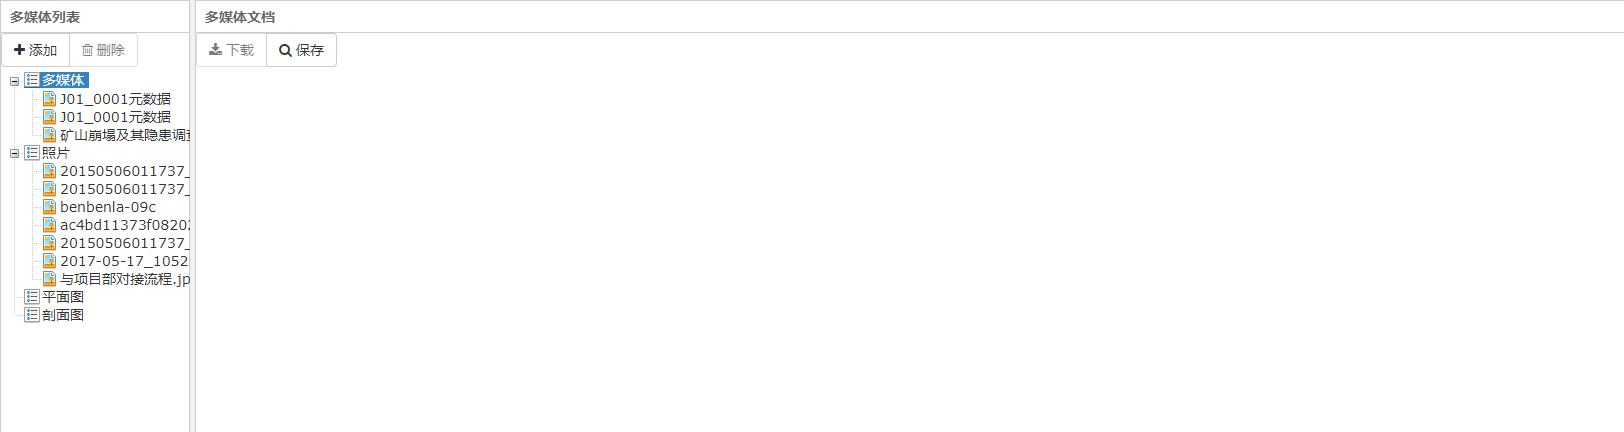 多媒体列表
添加 删除
多媒体
J01_0001元数据
J01_0001元数据
矿山崩塌及其隐患调查
照片
20150506011737_
20150506011737_
benbenla-09c
ac4bd11373f08202
20150506011737_
2017-05-17_1052
与项目部对接流程.jp
平面图
剖面图
多媒体文档
下载 保存